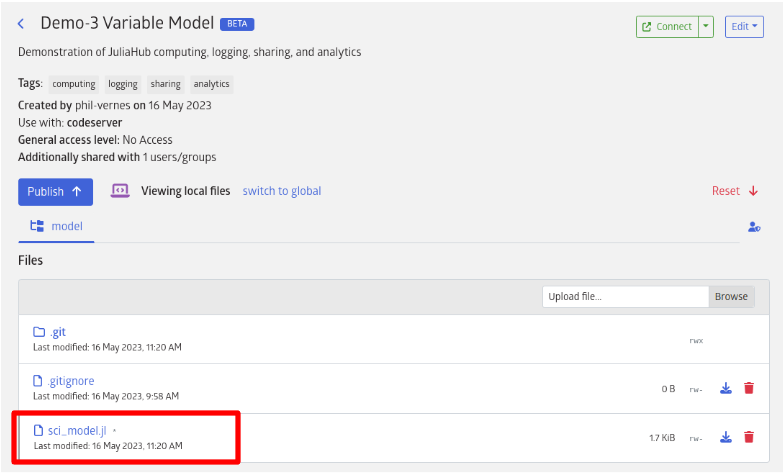 Demo-3 Variable Model BETA
Connect
Edit
Demonstration of JuliaHub computing, logging, sharing, and analytics
Tags: computing logging sharing analytics
Created by phil-vernes on 16 May 2023
Use with: codeserver
General access level: No Access
Additionally shared with 1 users/groups
Publish
Viewing local files
switch to global
Reset
model
Files
Upload file...
Browse
.git
Last modified: 16 May 2023, 11:20 AM
rwx
.gitignore
Last modified: 16 May 2023, 9:58 AM
0 B
rw-
sci_model.jl *
Last modified: 16 May 2023, 11:20 AM
1.7 KiB
rw-